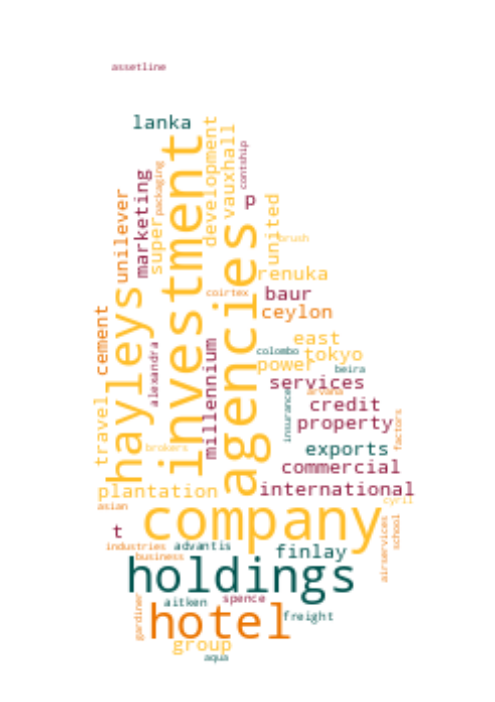 assetline
lanka
development
vauxhall
contship
investment
packaging
super
marketing
unilever
p
united
brush
agencies
renuka
hayleys
coirtex
baur
ceylon
cement
east
alexandra
millennium
colombo
tokyo
power
beira
services
insurance
credit
travel
property
factors
brokers
exports
commercial
plantation
international
asian
cyril
company
t
school
airservices
industries
advantis
finlay
business
holdings
aitken
spence
gardiner
hotel
freight
group
aqua